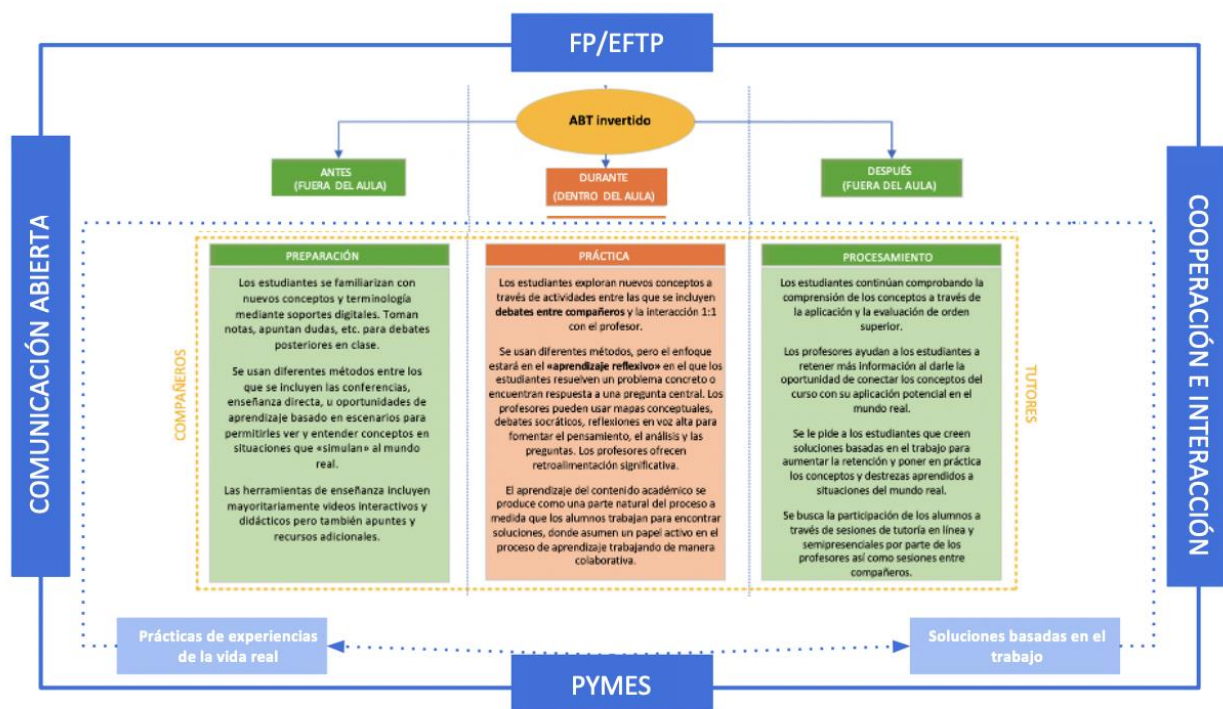 FP/EFTP
ABT invertido
ANTES
(FUERA DEL AULA)
DURANTE
(DENTRO DEL AULA)
DESPUÉS
(FUERA DEL AULA)
COMUNICACIÓN ABIERTA
COMPAÑEROS
PREPARACIÓN
Los estudiantes se familiarizan con
nuevos conceptos y terminología
mediante soportes digitales. Toman
notas, apuntan dudas, etc. para debates
posteriores en clase.
Se usan diferentes métodos entre los
que se incluyen las conferencias,
enseñanza directa, u oportunidades de
aprendizaje basado en escenarios para
permitirles ver y entender conceptos en
situaciones que «simulan» al mundo
real.
Las herramientas de enseñanza incluyen
mayoritariamente videos interactivos y
didácticos pero también apuntes y
recursos adicionales.
PRÁCTICA
Los estudiantes exploran nuevos conceptos a
través de actividades entre las que se incluyen
debates entre compañeros y la interacción 1:1
con el profesor.
Se usan diferentes métodos, pero el enfoque
estará en el «aprendizaje reflexivo» en el que los
estudiantes resuelven un problema concreto o
encuentran respuesta a una pregunta central. Los
profesores pueden usar mapas conceptuales,
debates socráticos, reflexiones en voz alta para
fomentar el pensamiento, el análisis y las
preguntas. Los profesores ofrecen
retroalimentación significativa.
El aprendizaje del contenido académico se
produce como una parte natural del proceso a
medida que los alumnos trabajan para encontrar
soluciones, donde asumen un papel activo en el
proceso de aprendizaje trabajando de manera
colaborativa.
PROCESAMIENTO
Los estudiantes continúan comprobando la
comprensión de los conceptos a través de
la aplicación y la evaluación de orden
superior.
Los profesores ayudan a los estudiantes a
retener más información al darle la
oportunidad de conectar los conceptos del
curso con su aplicación potencial en el
mundo real.
Se le pide a los estudiantes que creen
soluciones basadas en el trabajo para
aumentar la retención y poner en práctica
los conceptos y destrezas aprendidos a
situaciones del mundo real.
Se busca la participación de los alumnos a
través de sesiones de tutoría en línea y
semipresenciales por parte de los
profesores así como sesiones entre
compañeros.
TUTORES
COOPERACIÓN E INTERACCIÓN
Prácticas de experiencias
de la vida real
Soluciones basadas en el
trabajo
PYMES